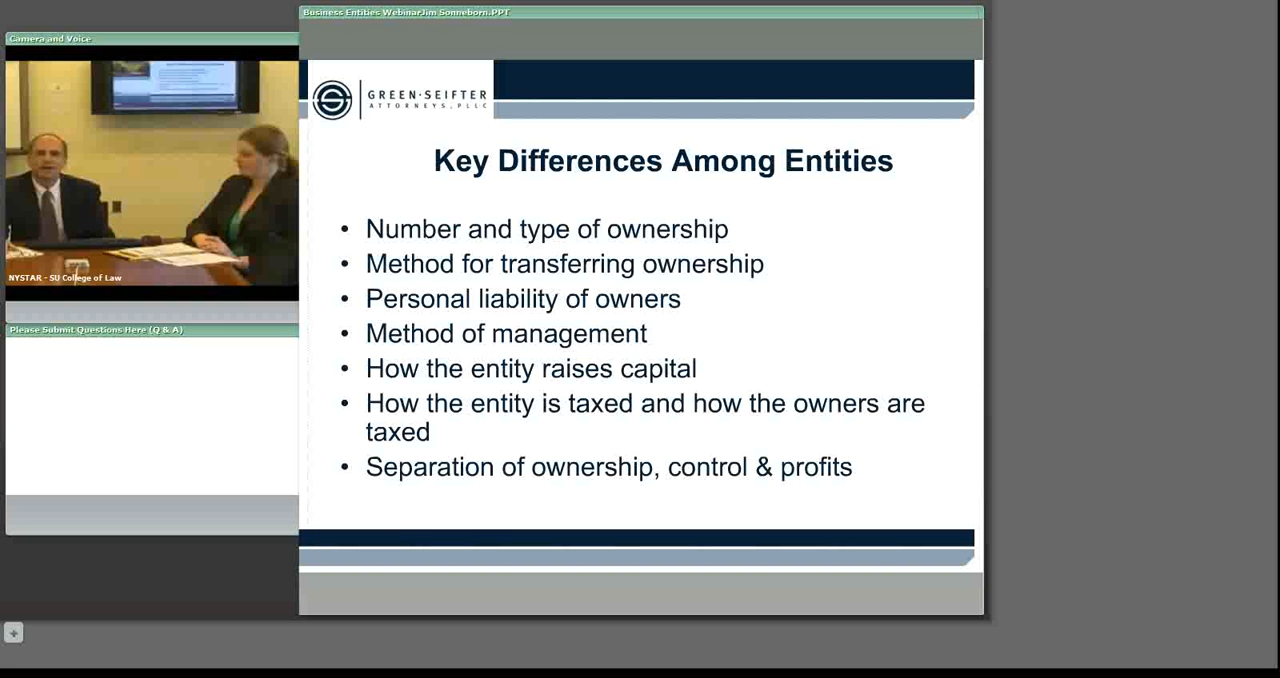 Business Entities WebinarJim Sonneborn.PPT
Camera and Voice
NYSTAR - SU College of Law
Please Submit Questions Here (Q & A)
GREEN·SEIFTER
ATTORNEYS, PLLC
Key Differences Among Entities
• Number and type of ownership
• Method for transferring ownership
• Personal liability of owners
• Method of management
• How the entity raises capital
• How the entity is taxed and how the owners are
taxed
• Separation of ownership, control & profits